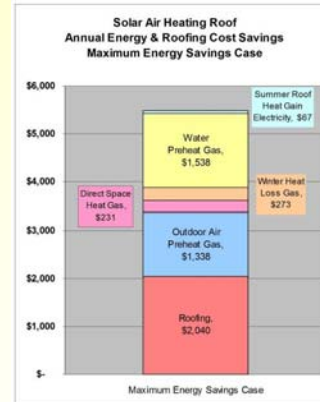 Solar Air Heating Roof
Annual Energy & Roofing Cost Savings
Maximum Energy Savings Case
$6,000
$5,000
$4,000
$3,000
$2,000
$1,000
$-
Summer Roof
Heat Gain
Electricity, $67
Water
Preheat Gas,
$1,538
Winter Heat
Loss Gas,
$273
Direct Space
Heat Gas,
$231
Outdoor Air
Preheat Gas,
$1,338
Roofing,
$2,040
Maximum Energy Savings Case